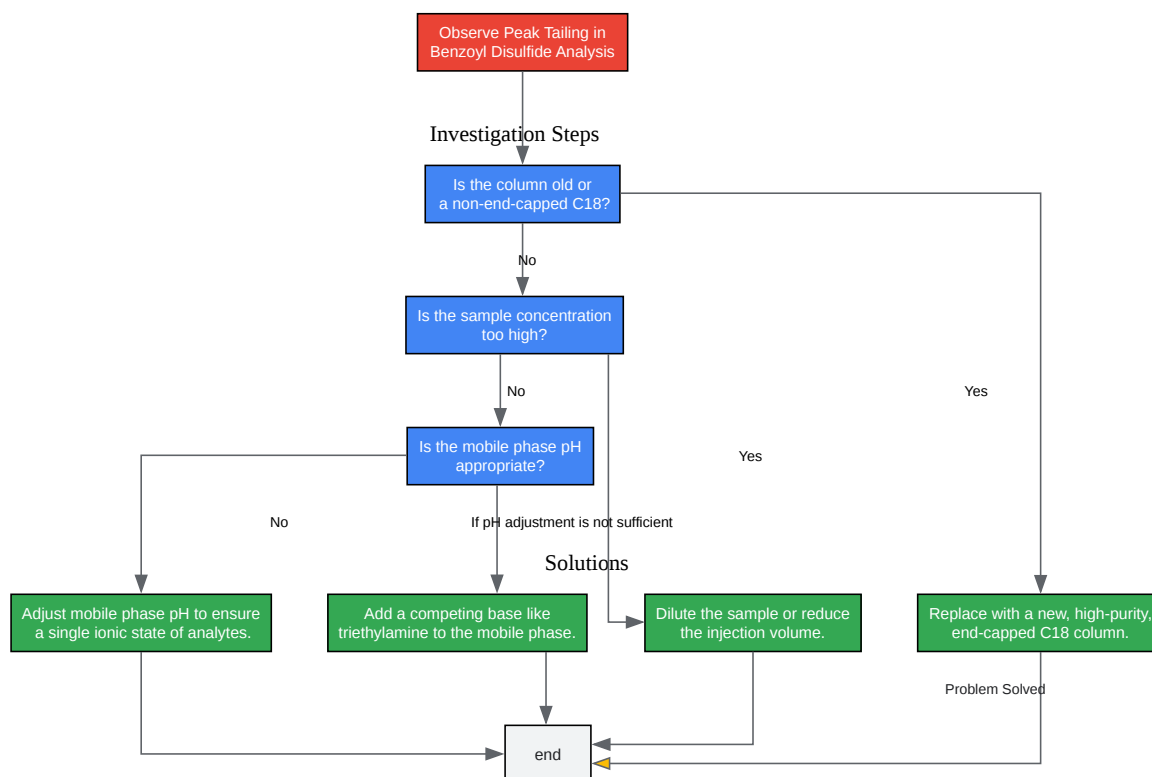 Observe Peak Tailing in
Benzoyl Disulfide Analysis
Investigation Steps
Is the column old or
a non-end-capped C18?
No
Is the sample concentration
too high?
No
Yes
Is the mobile phase pH
appropriate?
Yes
No
If pH adjustment is not sufficient
Solutions
Adjust mobile phase pH to ensure
a single ionic state of analytes.
Add a competing base like
triethylamine to the mobile phase.
Dilute the sample or reduce
the injection volume.
Replace with a new, high-purity,
end-capped C18 column.
Problem Solved
end